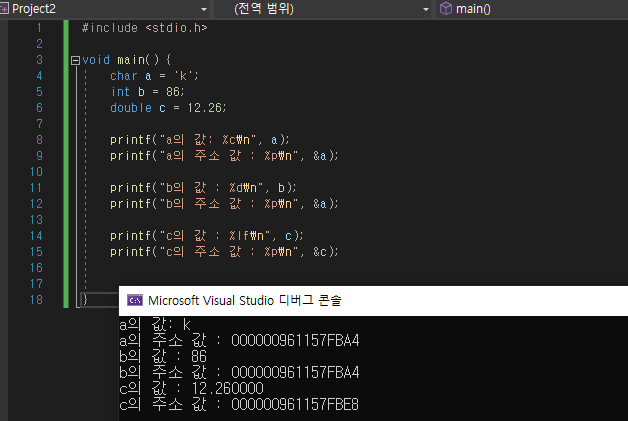 Project2 (전역 범위) main()
1 #include <stdio.h>
2
3 void main() {
4 char a = 'k';
5 int b = 86;
6 double c = 12.26;
7
8 printf("a의 값: %c₩n", a);
9 printf("a의 주소 값 : %p₩n", &a);
10
11 printf("b의 값 : %d₩n", b);
12 printf("b의 주소 값 : %p₩n", &a);
13
14 printf("c의 값 : %lf₩n", c);
15 printf("c의 주소 값 : %p₩n", &c);
16
17
18 }
Microsoft Visual Studio 디버그 콘솔
a의 값: k
a의 주소 값 : 000000961157FBA4
b의 값 : 86
b의 주소 값 : 000000961157FBA4
c의 값 : 12.260000
c의 주소 값 : 000000961157FBE8